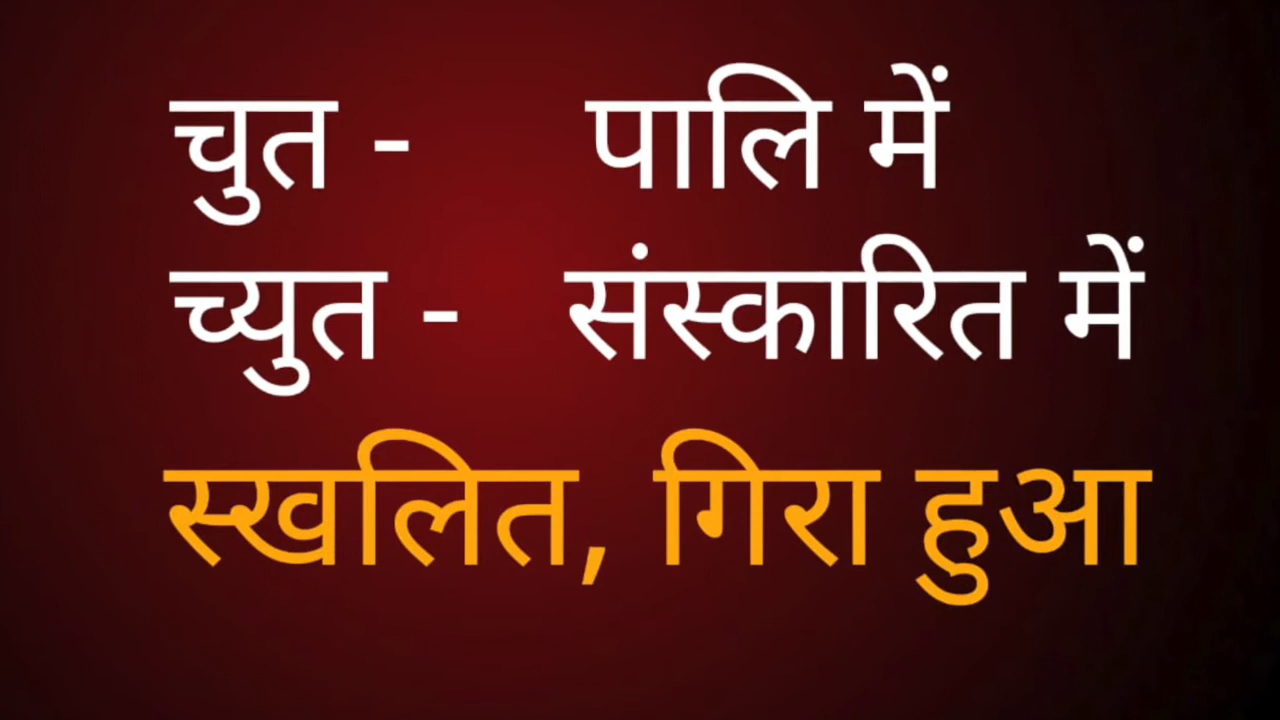 चुत - पालि में
च्युत - संस्कारित में
स्खलित, गिरा हुआ